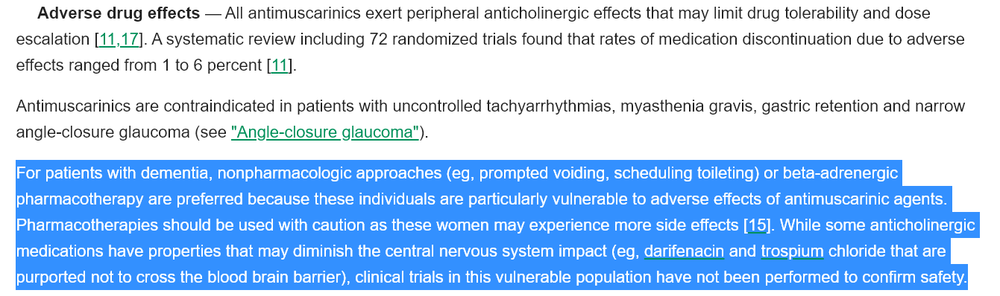 Adverse drug effects — All antimuscarinics exert peripheral anticholinergic effects that may limit drug tolerability and dose
escalation [11,17]. A systematic review including 72 randomized trials found that rates of medication discontinuation due to adverse
effects ranged from 1 to 6 percent [11].
Antimuscarinics are contraindicated in patients with uncontrolled tachyarrhythmias, myasthenia gravis, gastric retention and narrow
angle-closure glaucoma (see "Angle-closure glaucoma").
For patients with dementia, nonpharmacologic approaches (eg, prompted voiding, scheduling toileting) or beta-adrenergic
pharmacotherapy are preferred because these individuals are particularly vulnerable to adverse effects of antimuscarinic agents.
Pharmacotherapies should be used with caution as these women may experience more side effects [15]. While some anticholinergic
medications have properties that may diminish the central nervous system impact (eg, darifenacin and trospium chloride that are
purported not to cross the blood brain barrier), clinical trials in this vulnerable population have not been performed to confirm safety.